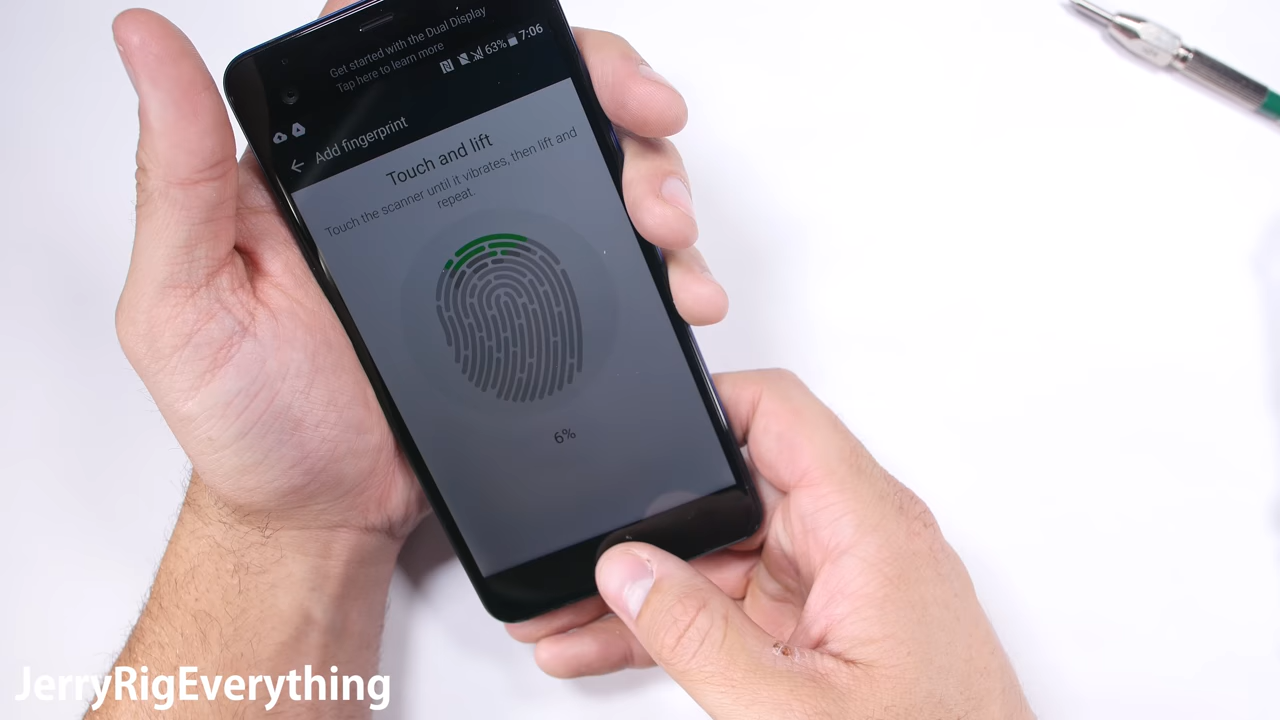 Get started with the Dual Display
Tap here to learn more
63% 7:06
Add fingerprint
Touch and lift
Touch the scanner until it vibrates, then lift and
repeat.
6%
JerryRigEverything